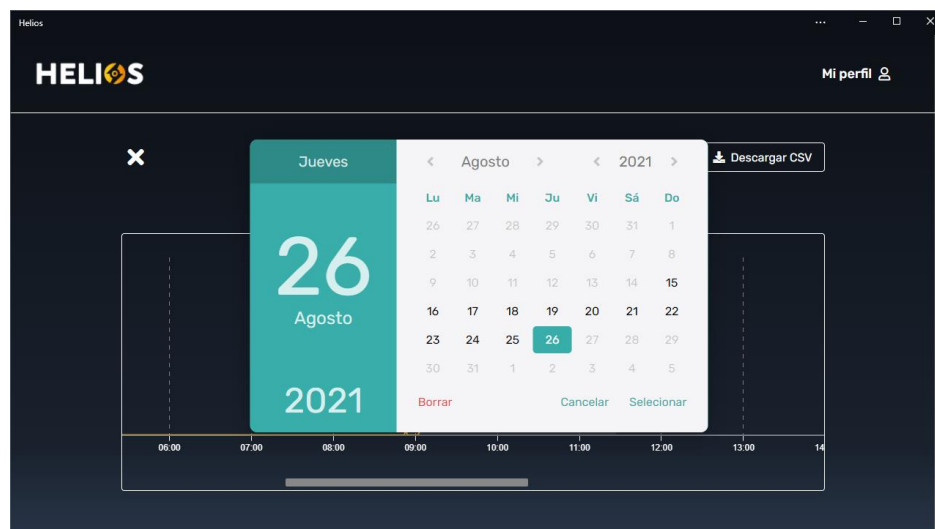 Helios
HELIOS
Mi perfil
Descargar CSV
Jueves
26
Agosto
2021
< Agosto > < 2021 >
Lu Ma Mi Ju Vi Sá Do
26 27 28 29 30 31 1
2 3 4 5 6 7 8
9 10 11 12 13 14 15
16 17 18 19 20 21 22
23 24 25 26 27 28 29
30 31 1 2 3 4 5
Borrar Cancelar Selecionar
06:00 07:00 08:00 09:00 10:00 11:00 12:00 13:00 14